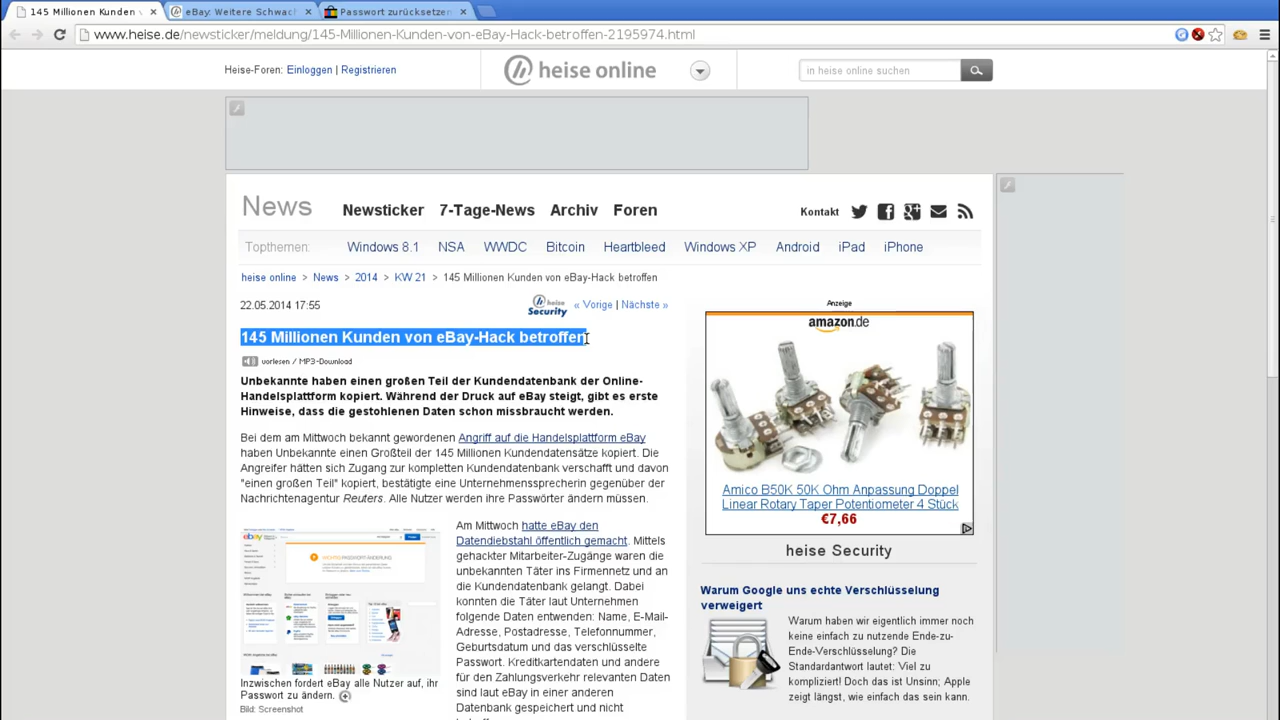 145 Millionen Kunden v
eBay: Weitere Schwach
Passwort zurücksetzen
www.heise.de/newsticker/meldung/145-Millionen-Kunden-von-eBay-Hack-betroffen-2195974.html
Heise-Foren: Einloggen | Registrieren
heise online
in heise online suchen
News
Newsticker 7-Tage-News Archiv Foren
Kontakt
Topthemen: Windows 8.1 NSA WWDC Bitcoin Heartbleed Windows XP Android iPad iPhone
heise online > News > 2014 > KW 21 > 145 Millionen Kunden von eBay-Hack betroffen
22.05.2014 17:55
heise Security
« Vorige | Nächste »
145 Millionen Kunden von eBay-Hack betroffen
vorlesen / MP3-Download
Unbekannte haben einen großen Teil der Kundendatenbank der Online-
Handelsplattform kopiert. Während der Druck auf eBay steigt, gibt es erste
Hinweise, dass die gestohlenen Daten schon missbraucht werden.
Bei dem am Mittwoch bekannt gewordenen Angriff auf die Handelsplattform eBay
haben Unbekannte einen Großteil der 145 Millionen Kundendatensätze kopiert. Die
Angreifer hätten sich Zugang zur kompletten Kundendatenbank verschafft und davon
"einen großen Teil" kopiert, bestätigte eine Unternehmenssprecherin gegenüber der
Nachrichtenagentur Reuters. Alle Nutzer werden ihre Passwörter ändern müssen.
Am Mittwoch hatte eBay den
Datendiebstahl öffentlich gemacht. Mittels
gehackter Mitarbeiter-Zugänge waren die
unbekannten Täter ins Firmennetz und an
die Kundendatenbank gelangt. Dabei
konnten die Täter laut Unternehmen
folgende Daten entwenden: Name, E-Mail-
Adresse, Postadresse, Telefonnummer,
Geburtsdatum und das verschlüsselte
Passwort. Kreditkartendaten und andere
für den Zahlungsverkehr relevanten Daten
sind laut eBay in einer anderen
Datenbank gespeichert und nicht
ebay
Inzwischen fordert eBay alle Nutzer auf, ihr
Passwort zu ändern.
Bild: Screenshot
Anzeige
amazon.de
Amico B50K 50K Ohm Anpassung Doppel
Linear Rotary Taper Potentiometer 4 Stück
€7,66
heise Security
Warum Google uns echte Verschlüsselung
verweigert
Warum haben wir eigentlich immer noch
keine einfach zu nutzende Ende-zu-
Ende-Verschlüsselung? Die
Standardantwort lautet: Viel zu
kompliziert! Doch das ist Unsinn; Apple
zeigt längst, wie einfach das sein kann.